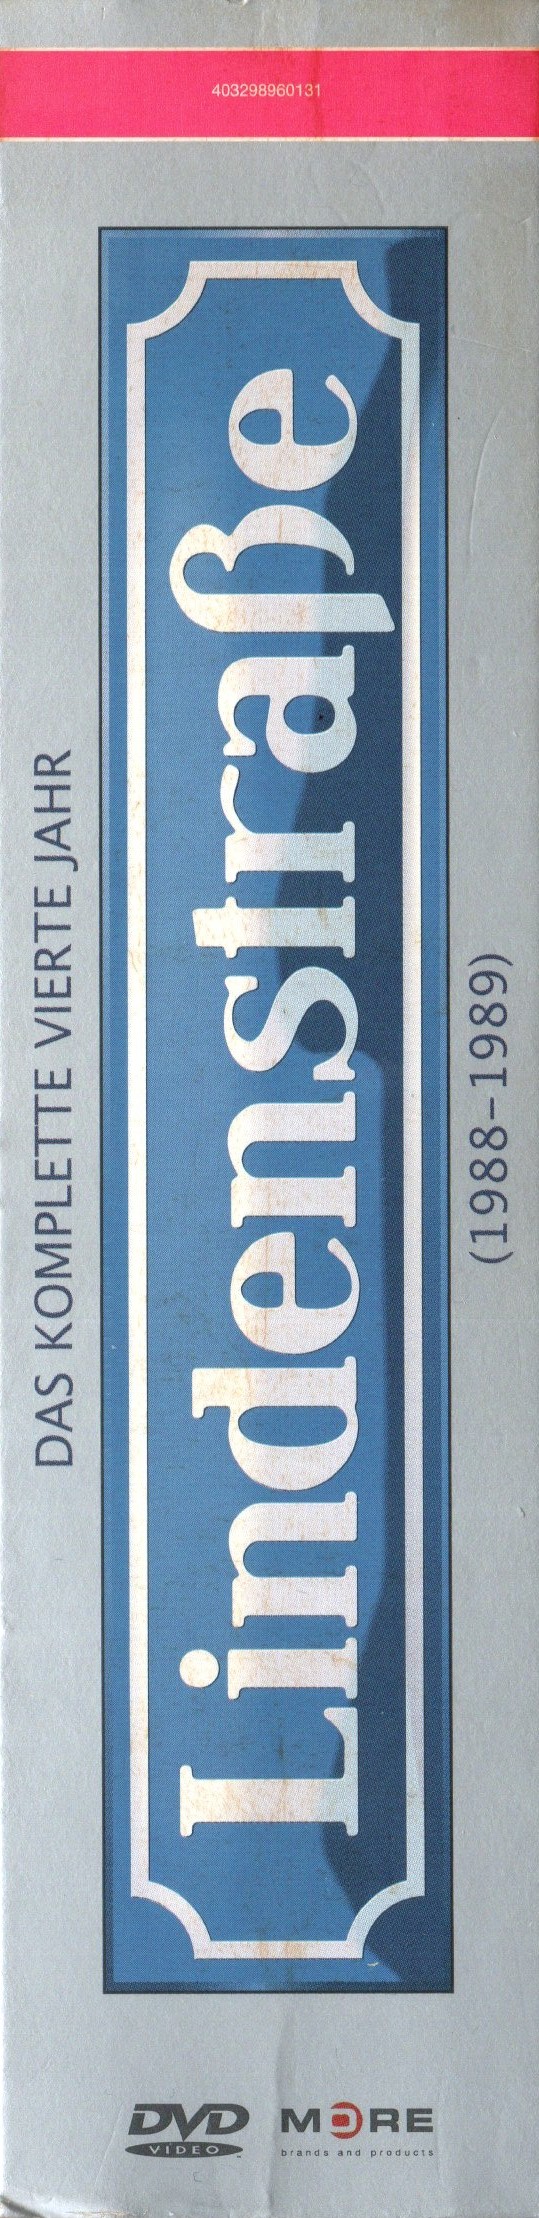 403298960131
DAS KOMPLETTE VIERTE JAHR
Lindenstraße
(1988–1989)
DVD
VIDEO
MORE
brands and products